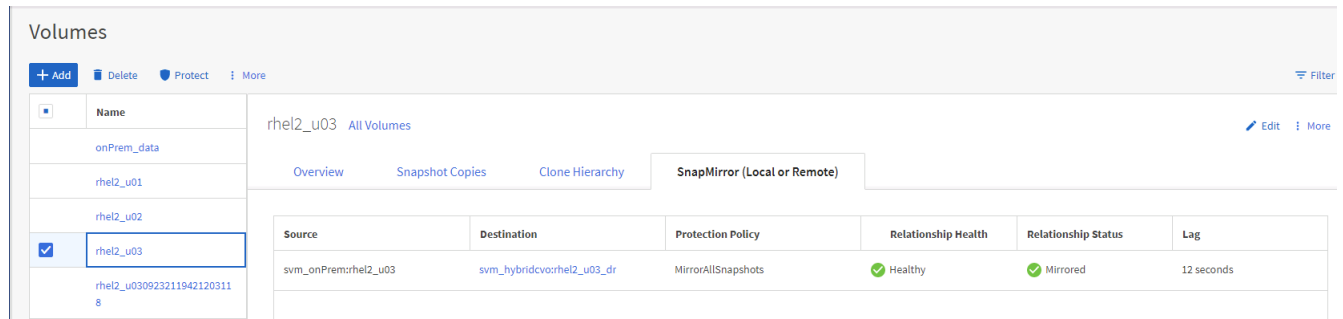 Volumes
+ Add Delete Protect More Filter
Name
onPrem_data
rhel2_u01
rhel2_u02
rhel2_u03
rhel2_u030923211942120311
8
rhel2_u03 All Volumes Edit More
Overview Snapshot Copies Clone Hierarchy SnapMirror (Local or Remote)
Source Destination Protection Policy Relationship Health Relationship Status Lag
svm_onPrem:rhel2_u03 svm_hybridcvo:rhel2_u03_dr MirrorAllSnapshots Healthy Mirrored 12 seconds